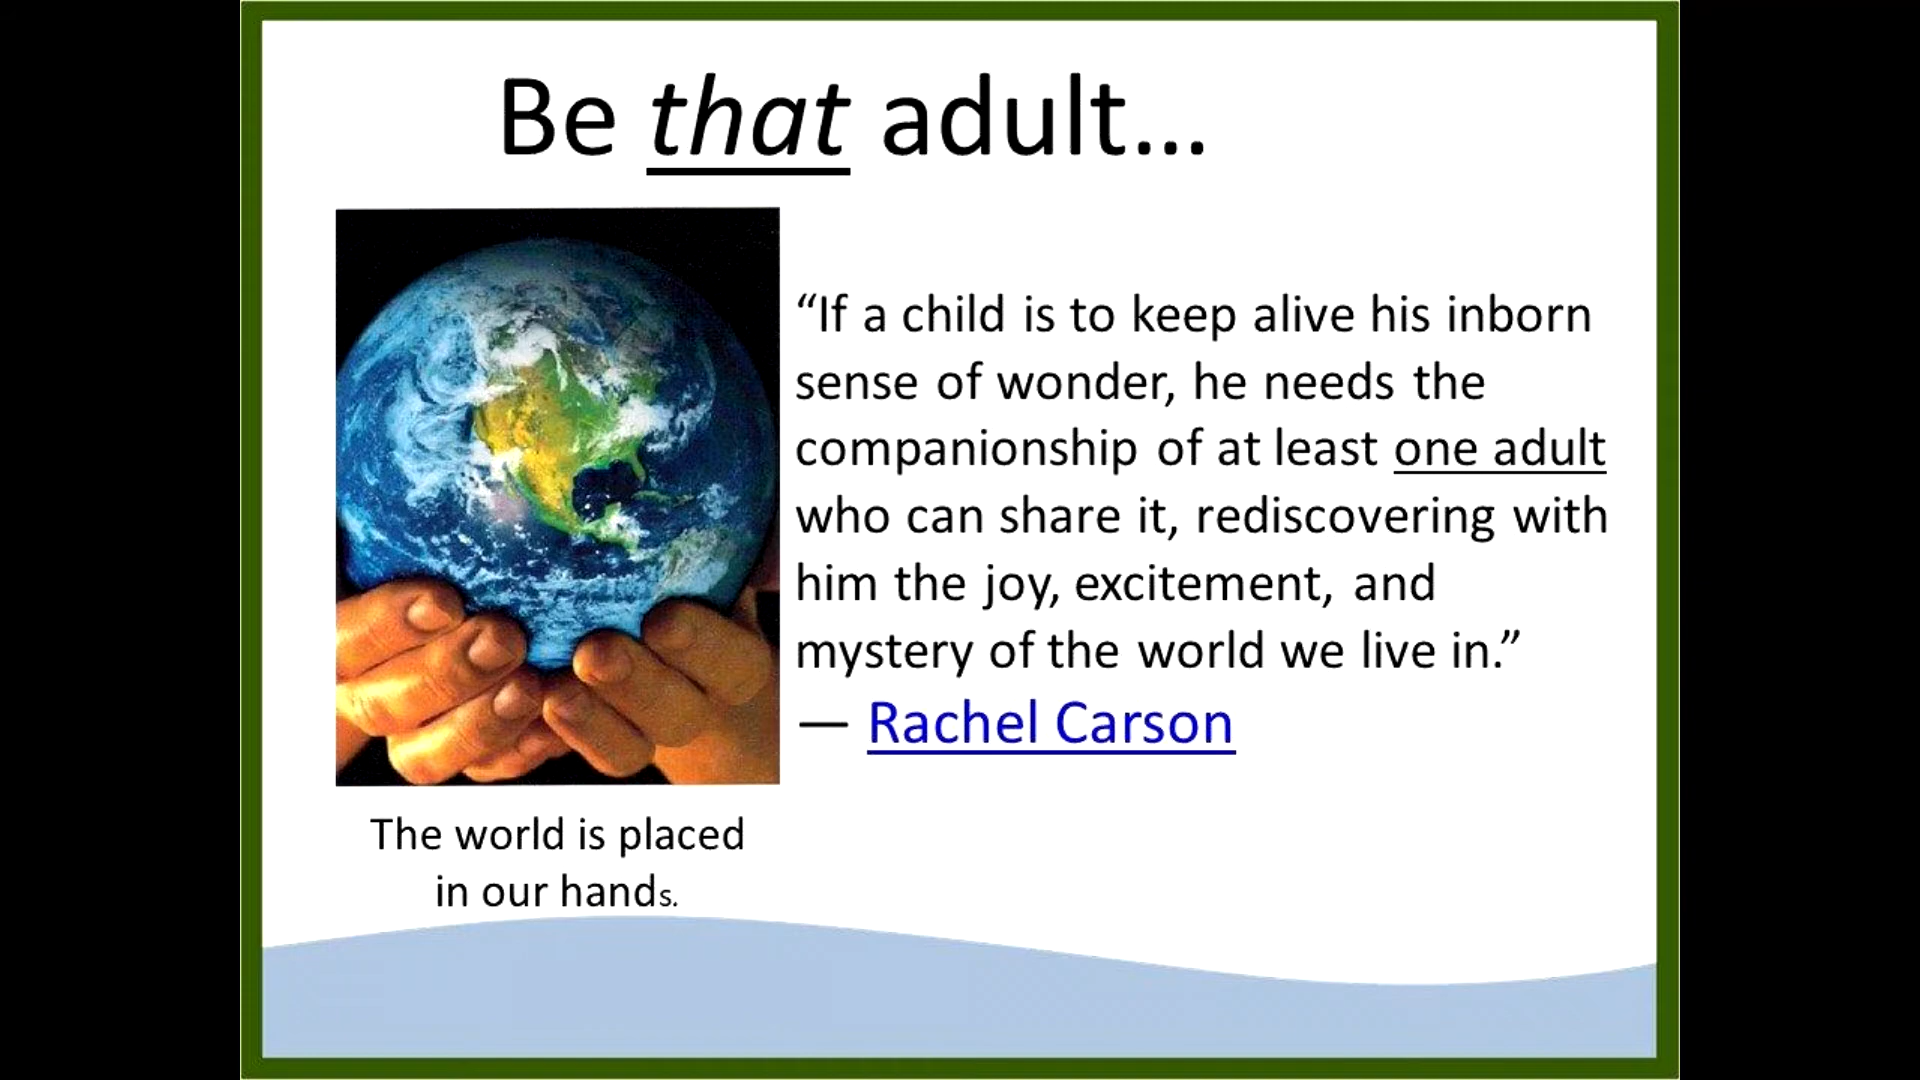 Be that adult...
“If a child is to keep alive his inborn
sense of wonder, he needs the
companionship of at least one adult
who can share it, rediscovering with
him the joy, excitement, and
mystery of the world we live in.”
— Rachel Carson
The world is placed
in our hands.